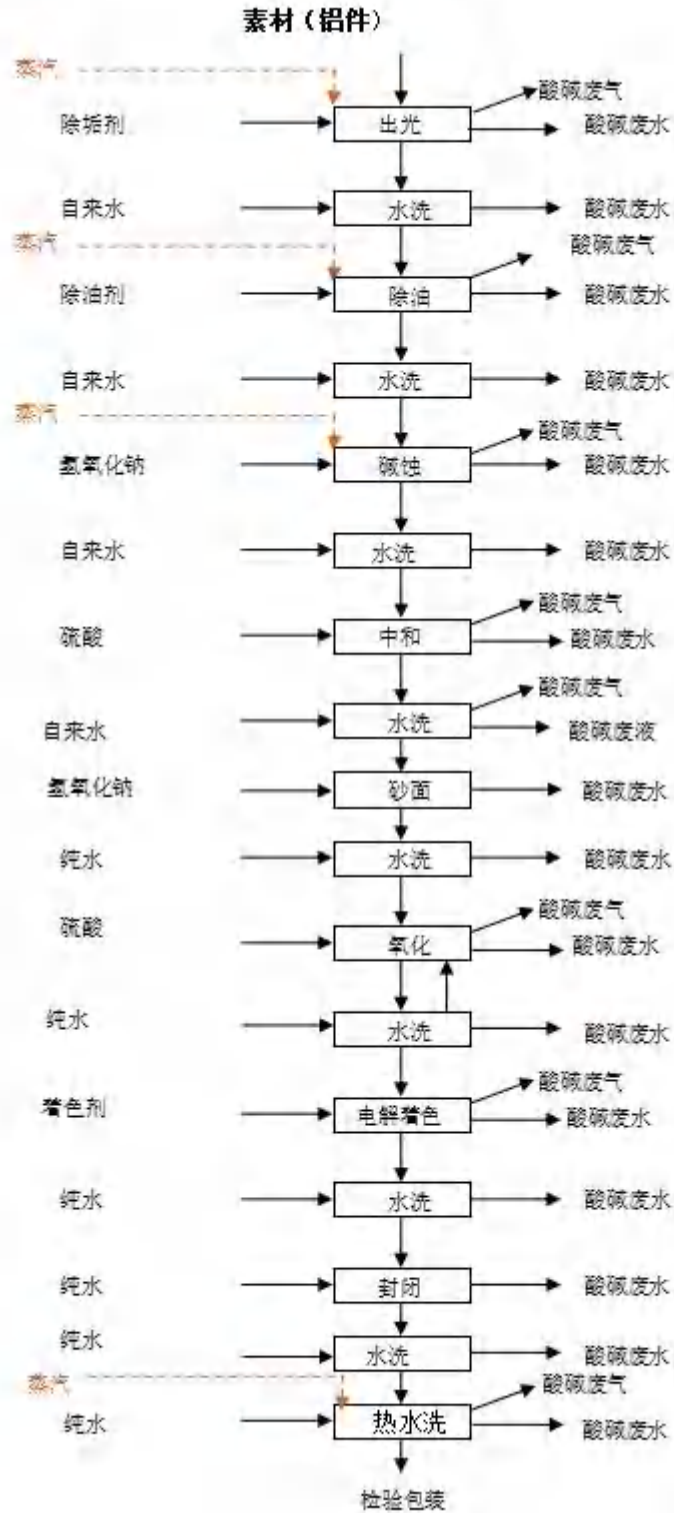 素材（铝件）
蒸汽
酸碱废气
除垢剂
出光
酸碱废水
自来水
水洗
酸碱废水
蒸汽
酸碱废气
除油剂
除油
酸碱废水
自来水
水洗
酸碱废水
蒸汽
酸碱废气
氢氧化钠
碱蚀
酸碱废水
自来水
水洗
酸碱废水
酸碱废气
硫酸
中和
酸碱废水
酸碱废气
自来水
水洗
酸碱废液
氢氧化钠
砂面
酸碱废水
纯水
水洗
酸碱废水
酸碱废气
硫酸
氧化
酸碱废水
纯水
水洗
酸碱废水
酸碱废气
着色剂
电解着色
酸碱废水
纯水
水洗
酸碱废水
纯水
封闭
酸碱废水
纯水
水洗
酸碱废水
蒸汽
酸碱废气
纯水
热水洗
酸碱废水
检验包装